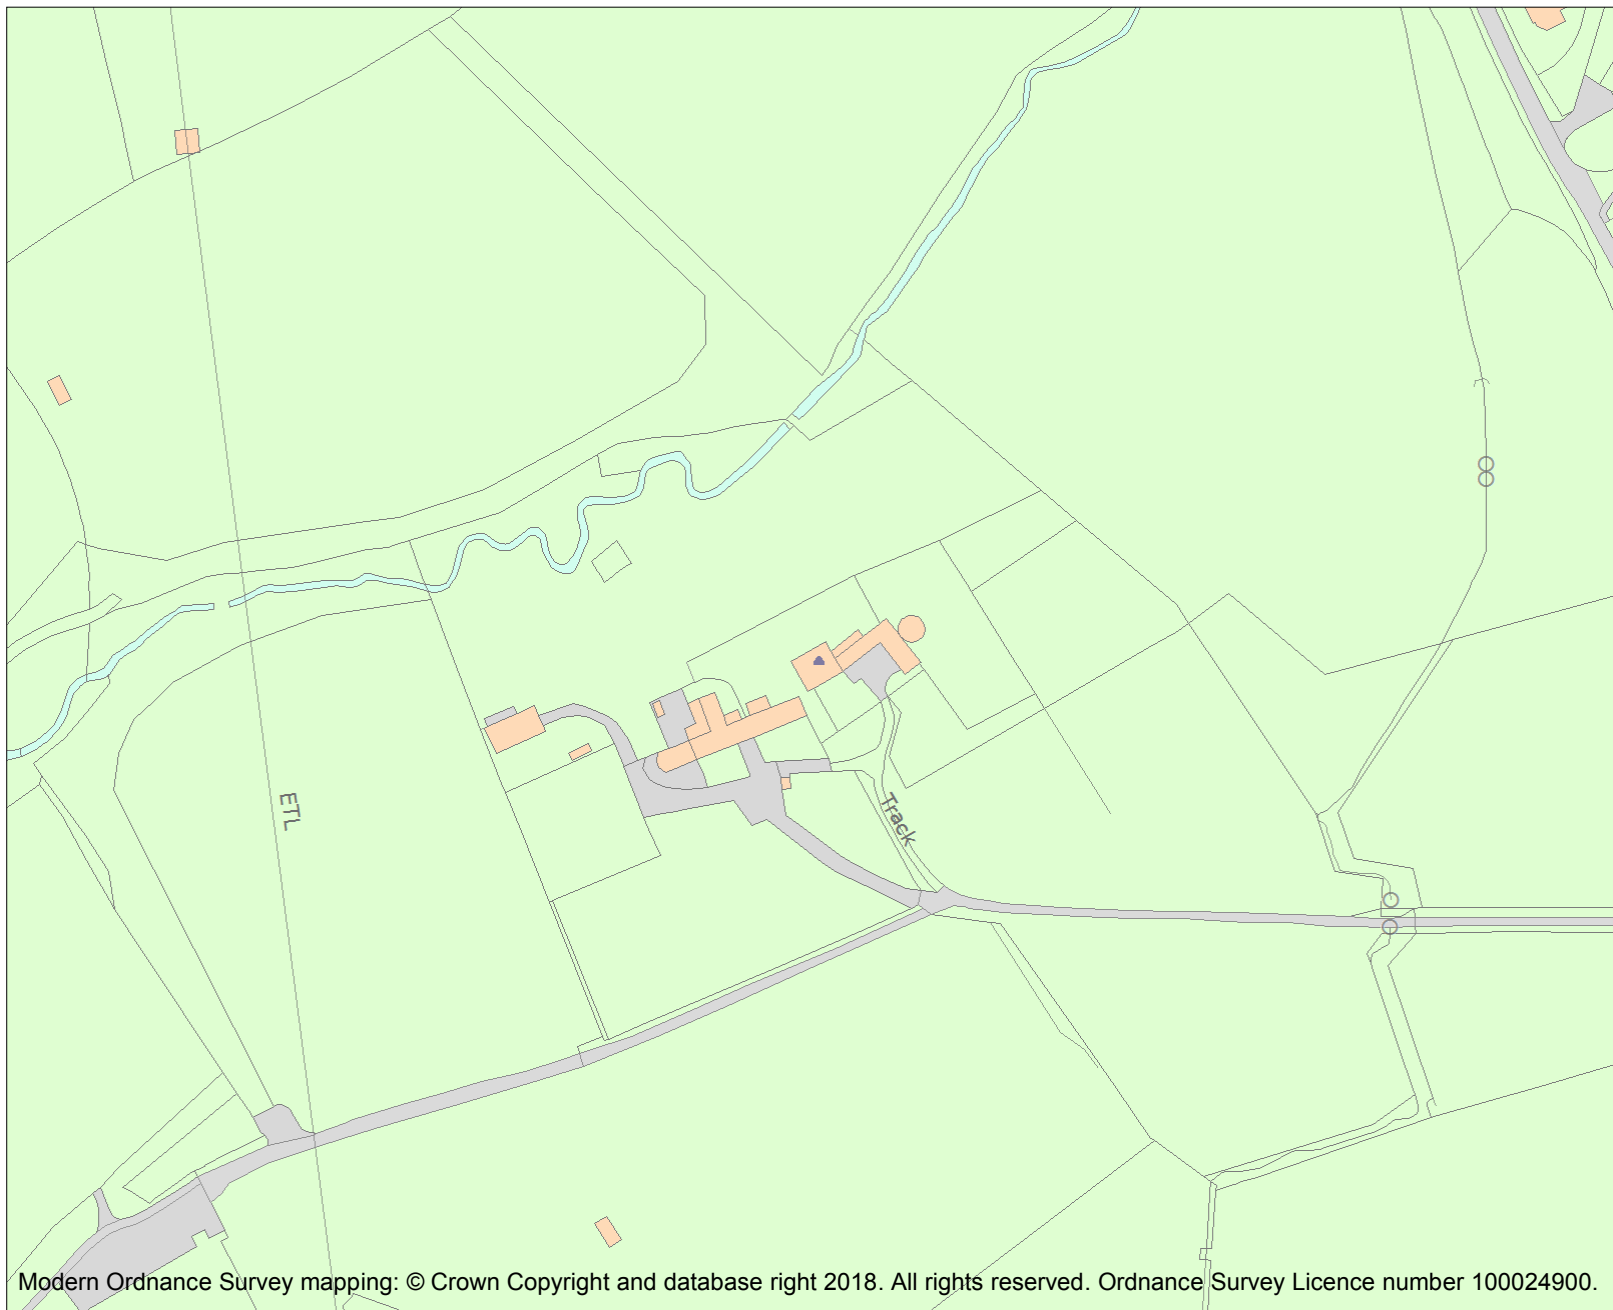 ETL
Track
Modern Ordnance Survey mapping: © Crown Copyright and database right 2018. All rights reserved. Ordnance Survey Licence number 100024900.